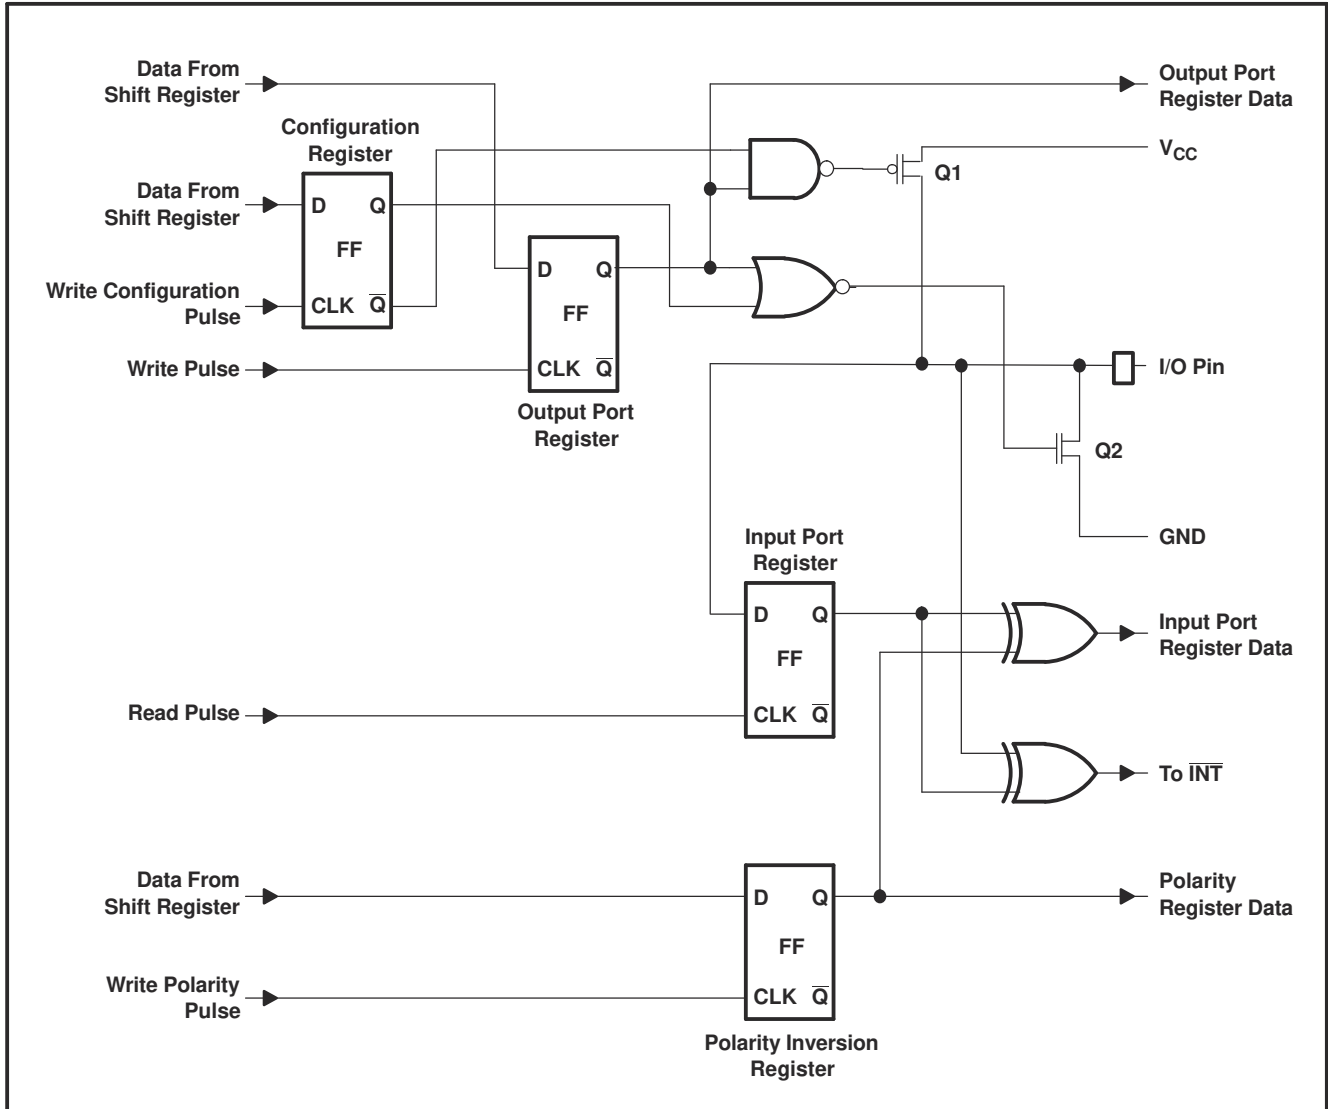 Data From
Shift Register
Output Port
Register Data
Configuration
Register
V_CC
Q1
Data From
Shift Register
D Q
FF
CLK Q̅
Write Configuration
Pulse
D Q
FF
CLK Q̅
Write Pulse
Output Port
Register
I/O Pin
Q2
GND
Input Port
Register
D Q
FF
CLK Q̅
Input Port
Register Data
Read Pulse
To I̅N̅T̅
Data From
Shift Register
D Q
FF
CLK Q̅
Polarity
Register Data
Write Polarity
Pulse
Polarity Inversion
Register